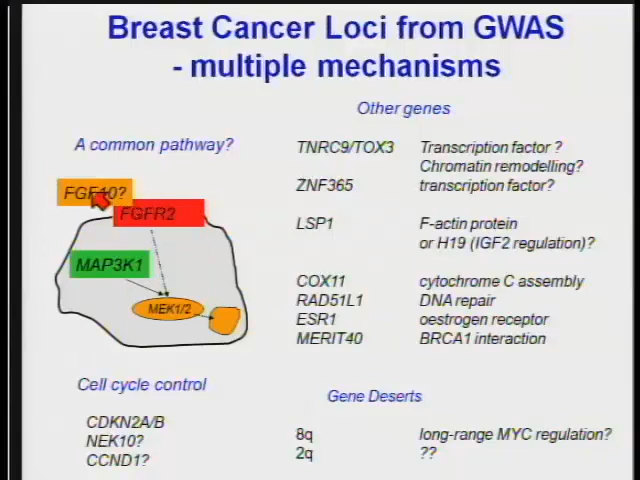 Breast Cancer Loci from GWAS
- multiple mechanisms
Other genes
A common pathway?
TNRC9/TOX3 Transcription factor ?
Chromatin remodelling?
ZNF365 transcription factor?
FGF10?
FGFR2
LSP1 F-actin protein
or H19 (IGF2 regulation)?
MAP3K1
COX11 cytochrome C assembly
RAD51L1 DNA repair
MEK1/2
ESR1 oestrogen receptor
MERIT40 BRCA1 interaction
Cell cycle control
Gene Deserts
CDKN2A/B
NEK10?
CCND1?
8q long-range MYC regulation?
2q ??